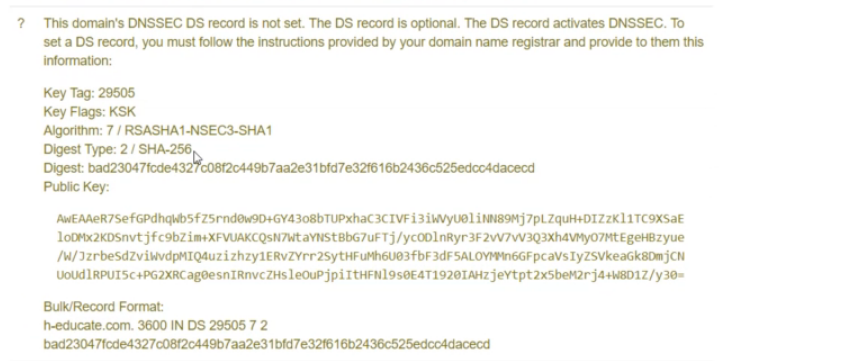 ? This domain's DNSSEC DS record is not set. The DS record is optional. The DS record activates DNSSEC. To
set a DS record, you must follow the instructions provided by your domain name registrar and provide to them this
information:
Key Tag: 29505
Key Flags: KSK
Algorithm: 7 / RSASHA1-NSEC3-SHA1
Digest Type: 2 / SHA-256
Digest: bad23047fcde4327c08f2c449b7aa2e31bfd7e32f616b2436c525edcc4dacecd
Public Key:
AwEAAeR7SefGPdhqWb5fZ5rnd0w9D+GY43o8bTUPxhaC3CIVFi3iWVyU0liNN89Mj7pLZquH+DIZzKl1TC9XSaE
loDMx2KDSnvtjfc9bZim+XFVUAKCQsN7WtaYNStBbG7uFTj/ycODlnRyr3F2vV7vV3Q3Xh4VMyO7MtEgeHBzyue
/W/JzrbeSdZviWvdpMIQ4uzizhzy1ERvZYrr2SytHFuMh6U03fbF3dF5ALOYMMn6GFpcaVsIyZSVkeaGk8DmjCN
UoUdlRPUI5c+PG2XRCag0esnIRnvcZHsleOuPjpiItHFNl9s0E4T1920IAHzjeYtpt2x5beM2rj4+W8D1Z/y30=
Bulk/Record Format:
h-educate.com. 3600 IN DS 29505 7 2
bad23047fcde4327c08f2c449b7aa2e31bfd7e32f616b2436c525edcc4dacecd